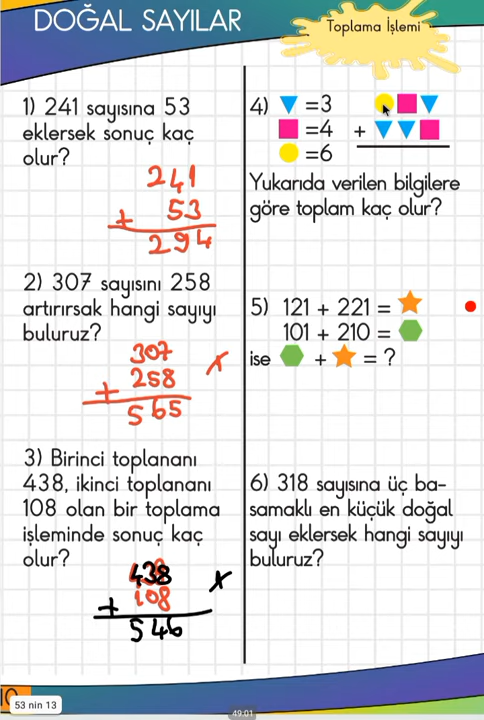 DOĞAL SAYILAR
Toplama İşlemi
1) 241 sayısına 53
eklersek sonuç kaç
olur?
241
+ 53
294
2) 307 sayısını 258
artırırsak hangi sayıyı
buluruz?
307
+ 258
565
x
3) Birinci toplananı
438, ikinci toplananı
108 olan bir toplama
işleminde sonuç kaç
olur?
438
+ 108
546
x
4) =3
=4 +
=6
Yukarıda verilen bilgilere
göre toplam kaç olur?
5) 121 + 221 =
101 + 210 =
ise + = ?
6) 318 sayısına üç ba-
samaklı en küçük doğal
sayı eklersek hangi sayıyı
buluruz?
10
53 nin 13
49:01